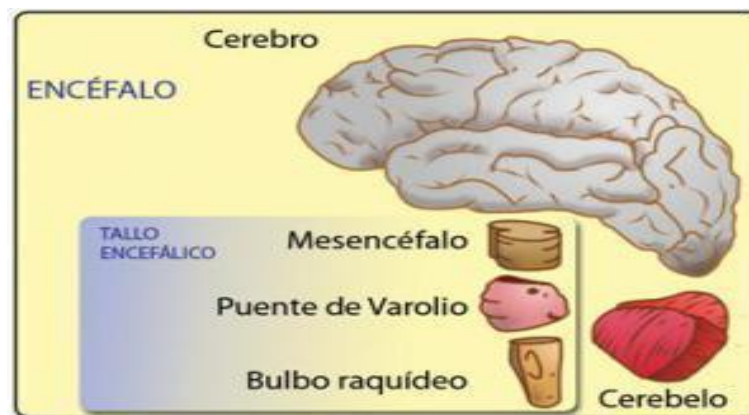 Cerebro
ENCÉFALO
TALLO
ENCEFÁLICO
Mesencéfalo
Puente de Varolio
Bulbo raquídeo
Cerebelo